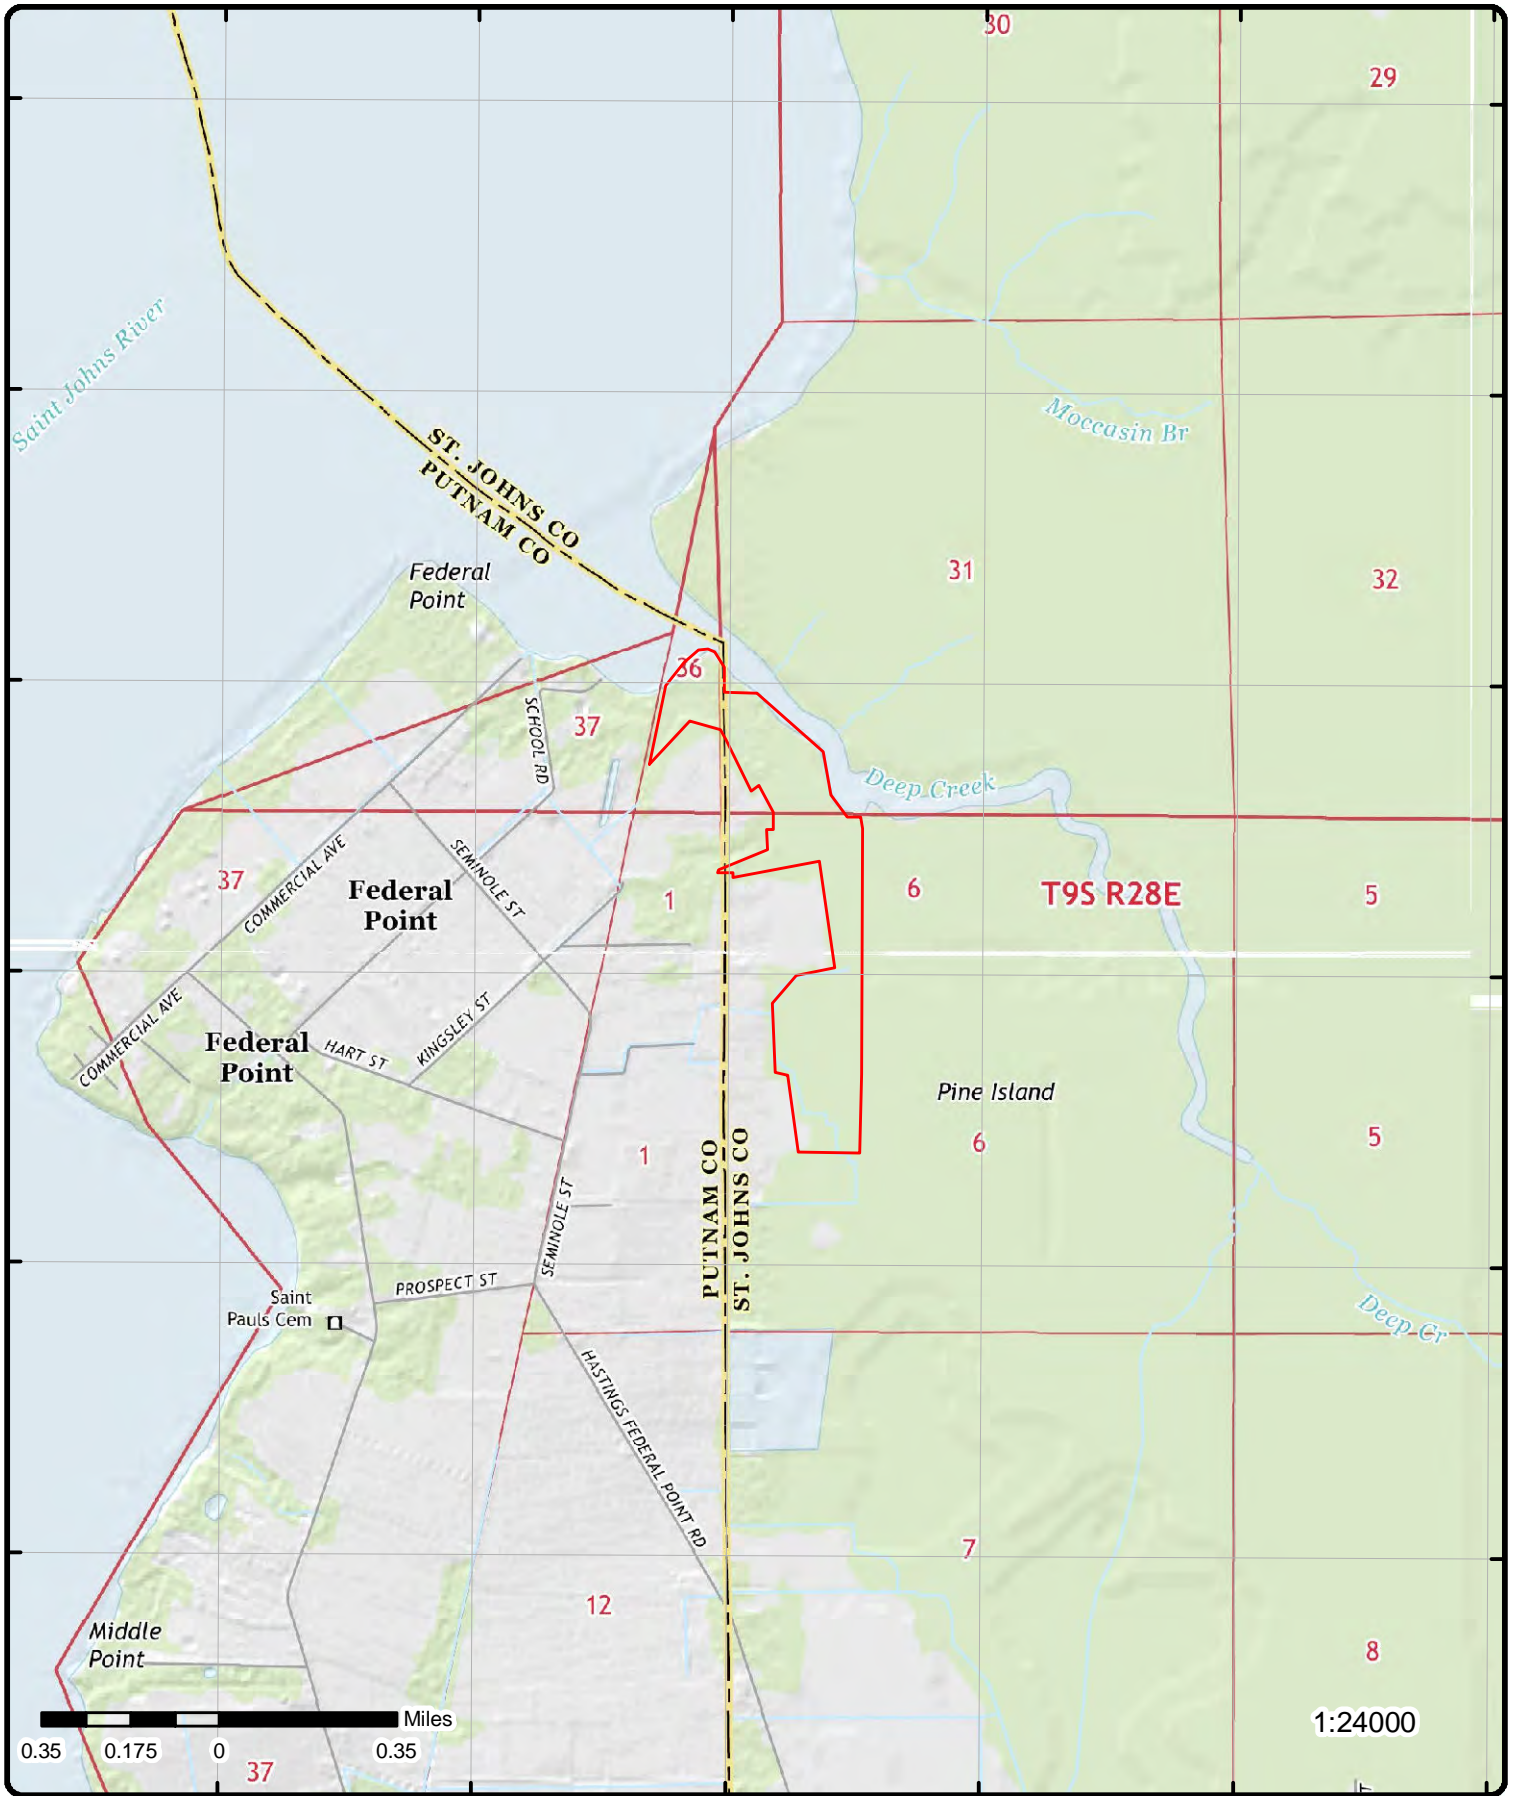 30
29
Saint Johns River
Moccasin Br
ST. JOHNS CO
PUTNAM CO
Federal
Point
31
32
36
37
SCHOOL RD
Deep Creek
37
COMMERCIAL AVE
SEMINOLE ST
Federal
Point
1
6
T9S R28E
5
COMMERCIAL AVE
Federal
Point
HART ST
KINGSLEY ST
Pine Island
1
6
5
PUTNAM CO
ST. JOHNS CO
SEMINOLE ST
PROSPECT ST
Saint
Pauls Cem
Deep Cr
HASTINGS FEDERAL POINT RD
7
12
Middle
Point
8
Miles
0.35
0.175
0
0.35
1:24000
37